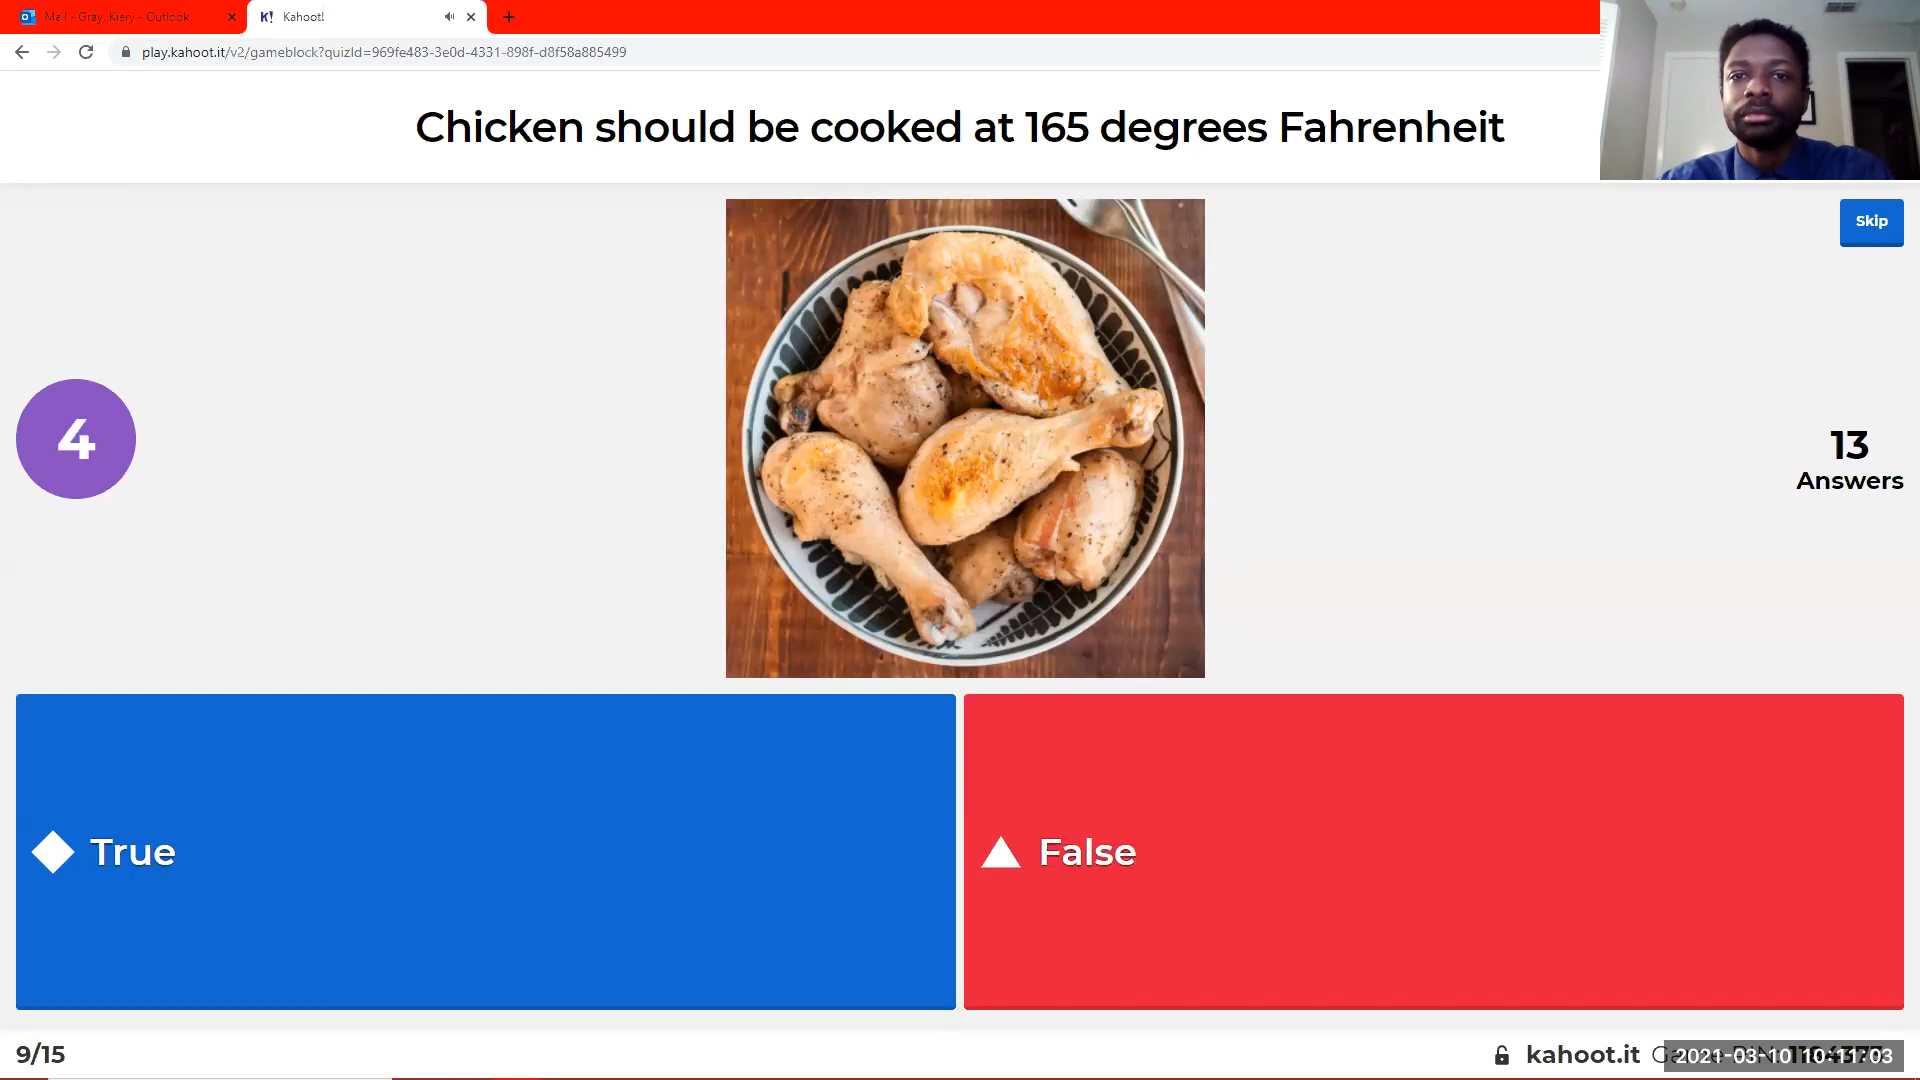 Mail - Gray, Kiery - Outlook
K! Kahoot!
play.kahoot.it/v2/gameblock?quizId=969fe483-3e0d-4331-898f-d8f58a885499
Chicken should be cooked at 165 degrees Fahrenheit
Skip
4
13
Answers
True
False
9/15
kahoot.it
2021-03-10 10:11:03